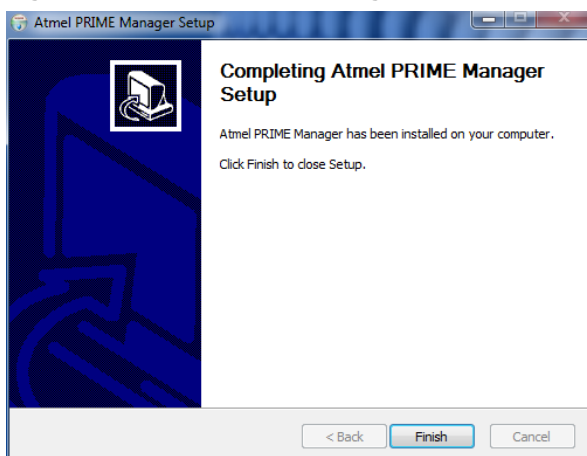 Atmel PRIME Manager Setup
Completing Atmel PRIME Manager
Setup
Atmel PRIME Manager has been installed on your computer.
Click Finish to close Setup.
< Back
Finish
Cancel